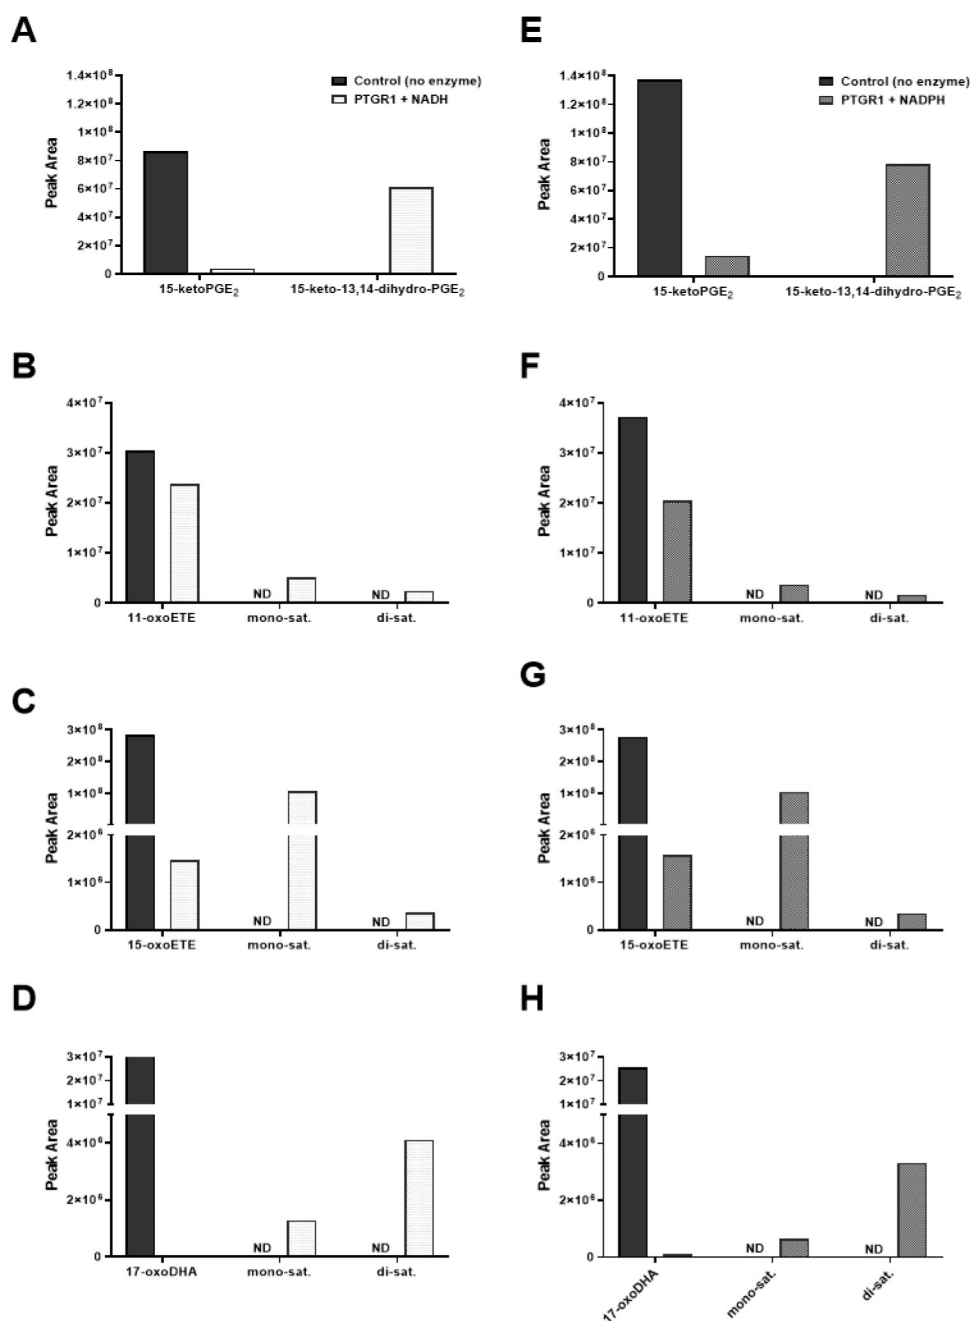 A
1.4×10⁸
1.2×10⁸
1×10⁸
8×10⁷
6×10⁷
4×10⁷
2×10⁷
0
Peak Area
Control (no enzyme)
PTGR1 + NADH
15-ketoPGE₂
15-keto-13,14-dihydro-PGE₂
E
1.4×10⁸
1.2×10⁸
1×10⁸
8×10⁷
6×10⁷
4×10⁷
2×10⁷
0
Peak Area
Control (no enzyme)
PTGR1 + NADPH
15-ketoPGE₂
15-keto-13,14-dihydro-PGE₂
B
4×10⁷
3×10⁷
2×10⁷
1×10⁷
0
Peak Area
ND
ND
11-oxoETE
mono-sat.
di-sat.
F
4×10⁷
3×10⁷
2×10⁷
1×10⁷
0
Peak Area
ND
ND
11-oxoETE
mono-sat.
di-sat.
C
3×10⁸
2×10⁸
1×10⁸
2×10⁶
1×10⁶
0
Peak Area
ND
ND
15-oxoETE
mono-sat.
di-sat.
G
3×10⁸
2×10⁸
1×10⁸
2×10⁶
1×10⁶
0
Peak Area
ND
ND
15-oxoETE
mono-sat.
di-sat.
D
3×10⁷
2×10⁷
1×10⁷
4×10⁶
2×10⁶
0
Peak Area
ND
ND
17-oxoDHA
mono-sat.
di-sat.
H
3×10⁷
2×10⁷
1×10⁷
4×10⁶
2×10⁶
0
Peak Area
ND
ND
17-oxoDHA
mono-sat.
di-sat.